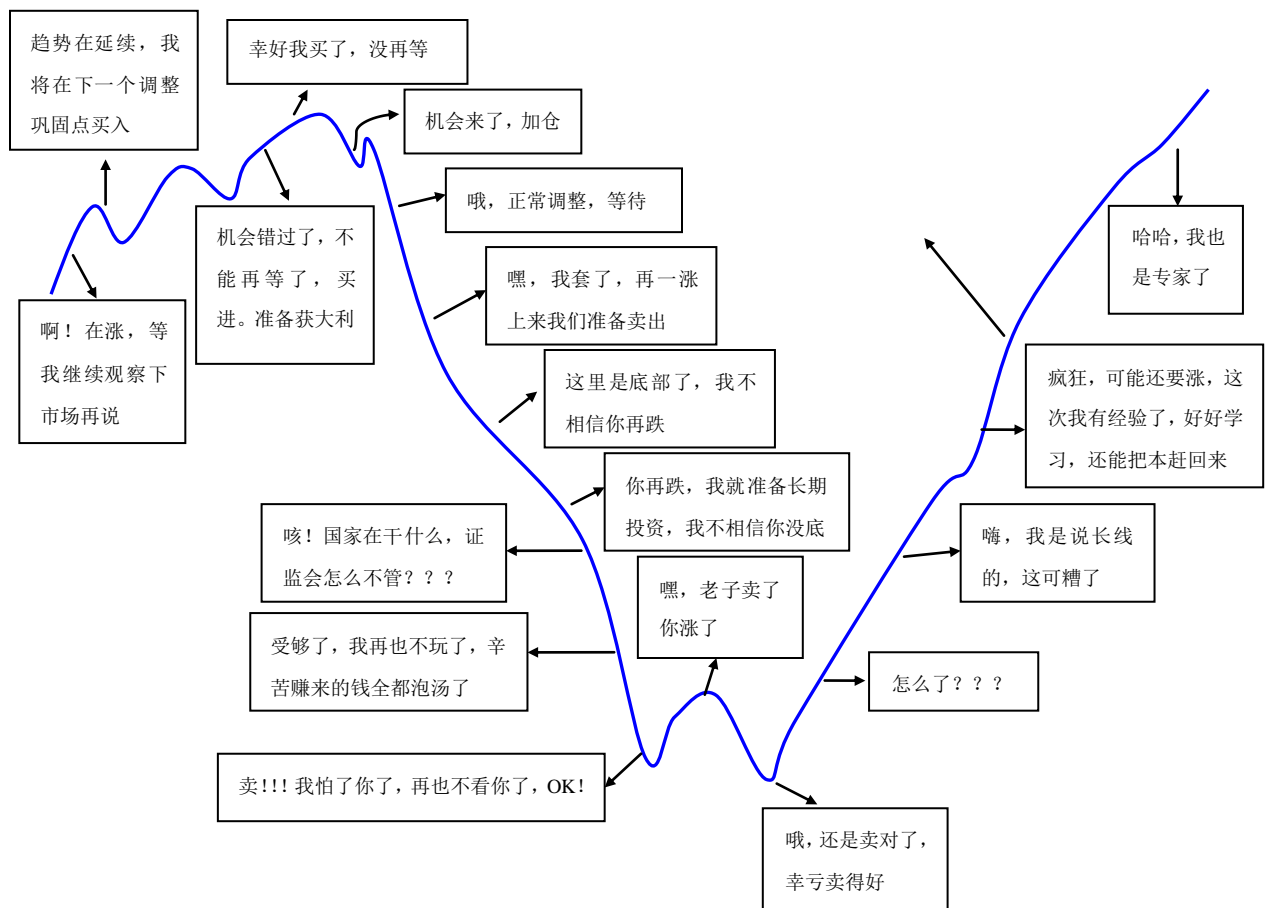 趋势在延续，我
将在下一个调整
巩固点买入
幸好我买了，没再等
机会来了，加仓
啊！在涨，等
我继续观察下
市场再说
机会错过了，不
能再等了，买
进。准备获大利
哦，正常调整，等待
嘿，我套了，再一涨
上来我们准备卖出
这里是底部了，我不
相信你再跌
你再跌，我就准备长期
投资，我不相信你没底
咳！国家在干什么，证
监会怎么不管？？？
受够了，我再也不玩了，辛
苦赚来的钱全都泡汤了
卖!!!我怕了你了，再也不看你了，OK！
嘿，老子卖了
你涨了
哦，还是卖对了，
幸亏卖得好
怎么了？？？
嗨，我是说长线
的，这可糟了
疯狂，可能还要涨，这
次我有经验了，好好学
习，还能把本赶回来
哈哈，我也
是专家了